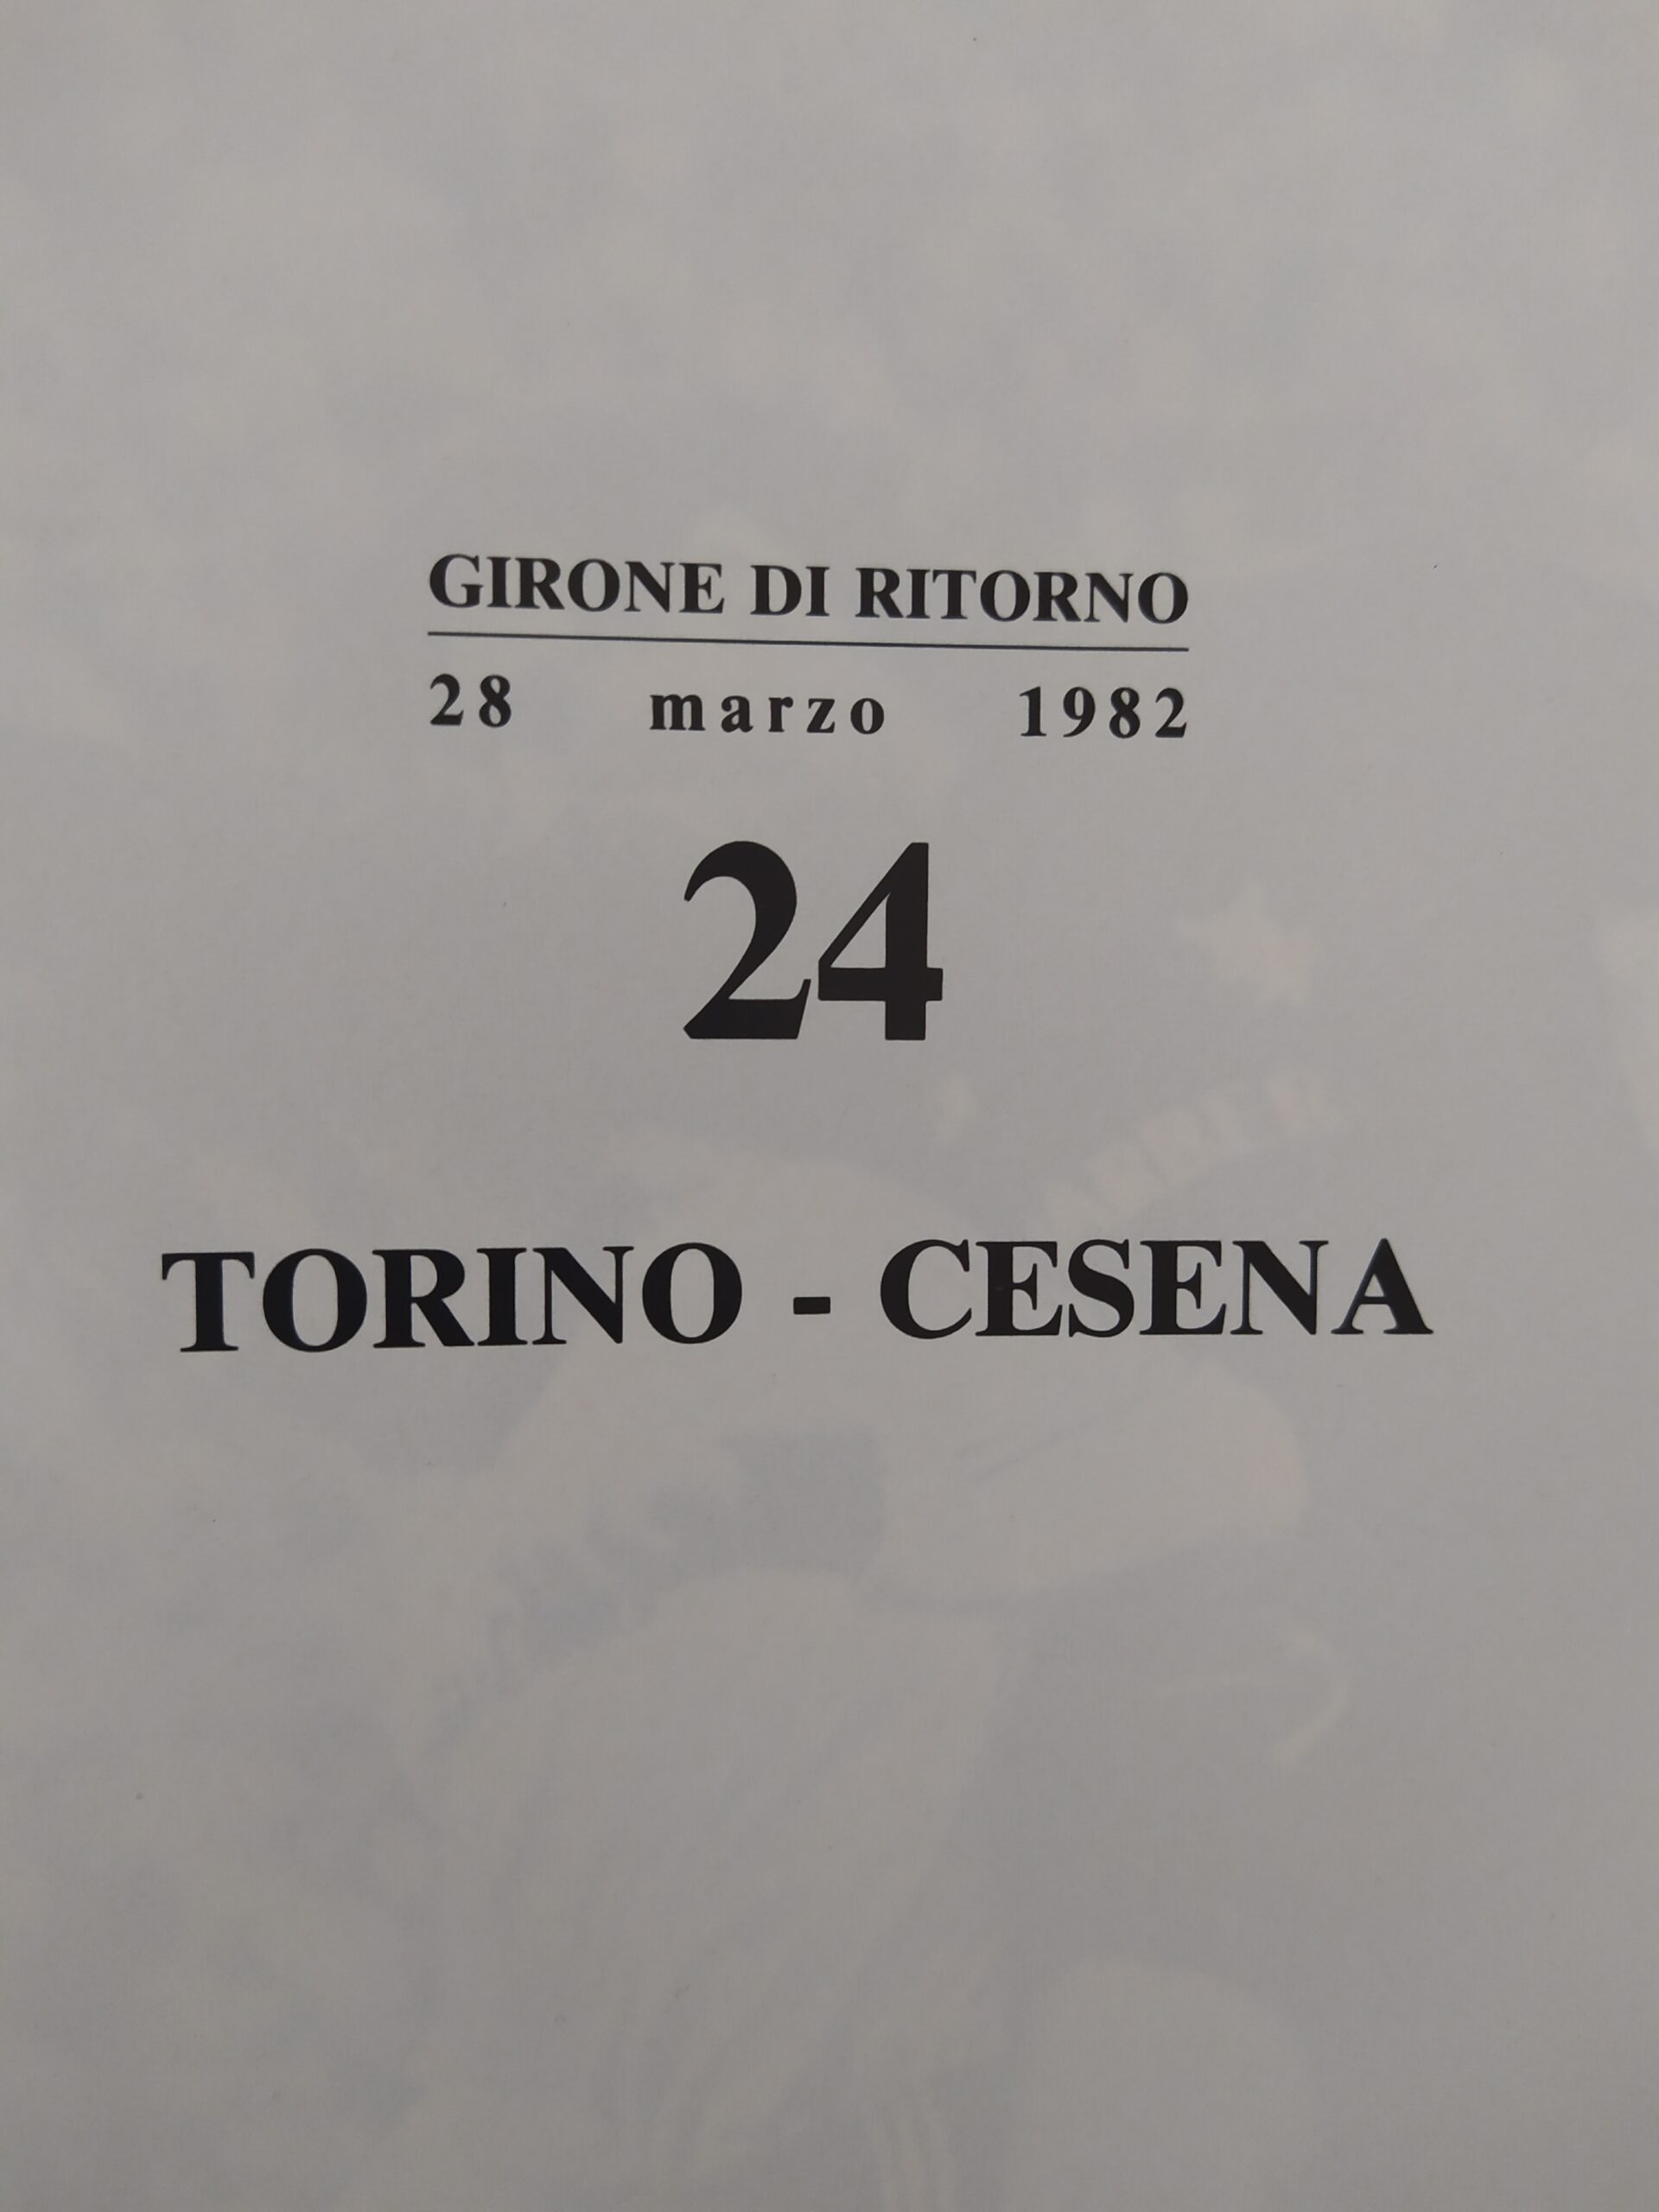 GIRONE DI RITORNO
28 marzo 1982
24
TORINO - CESENA